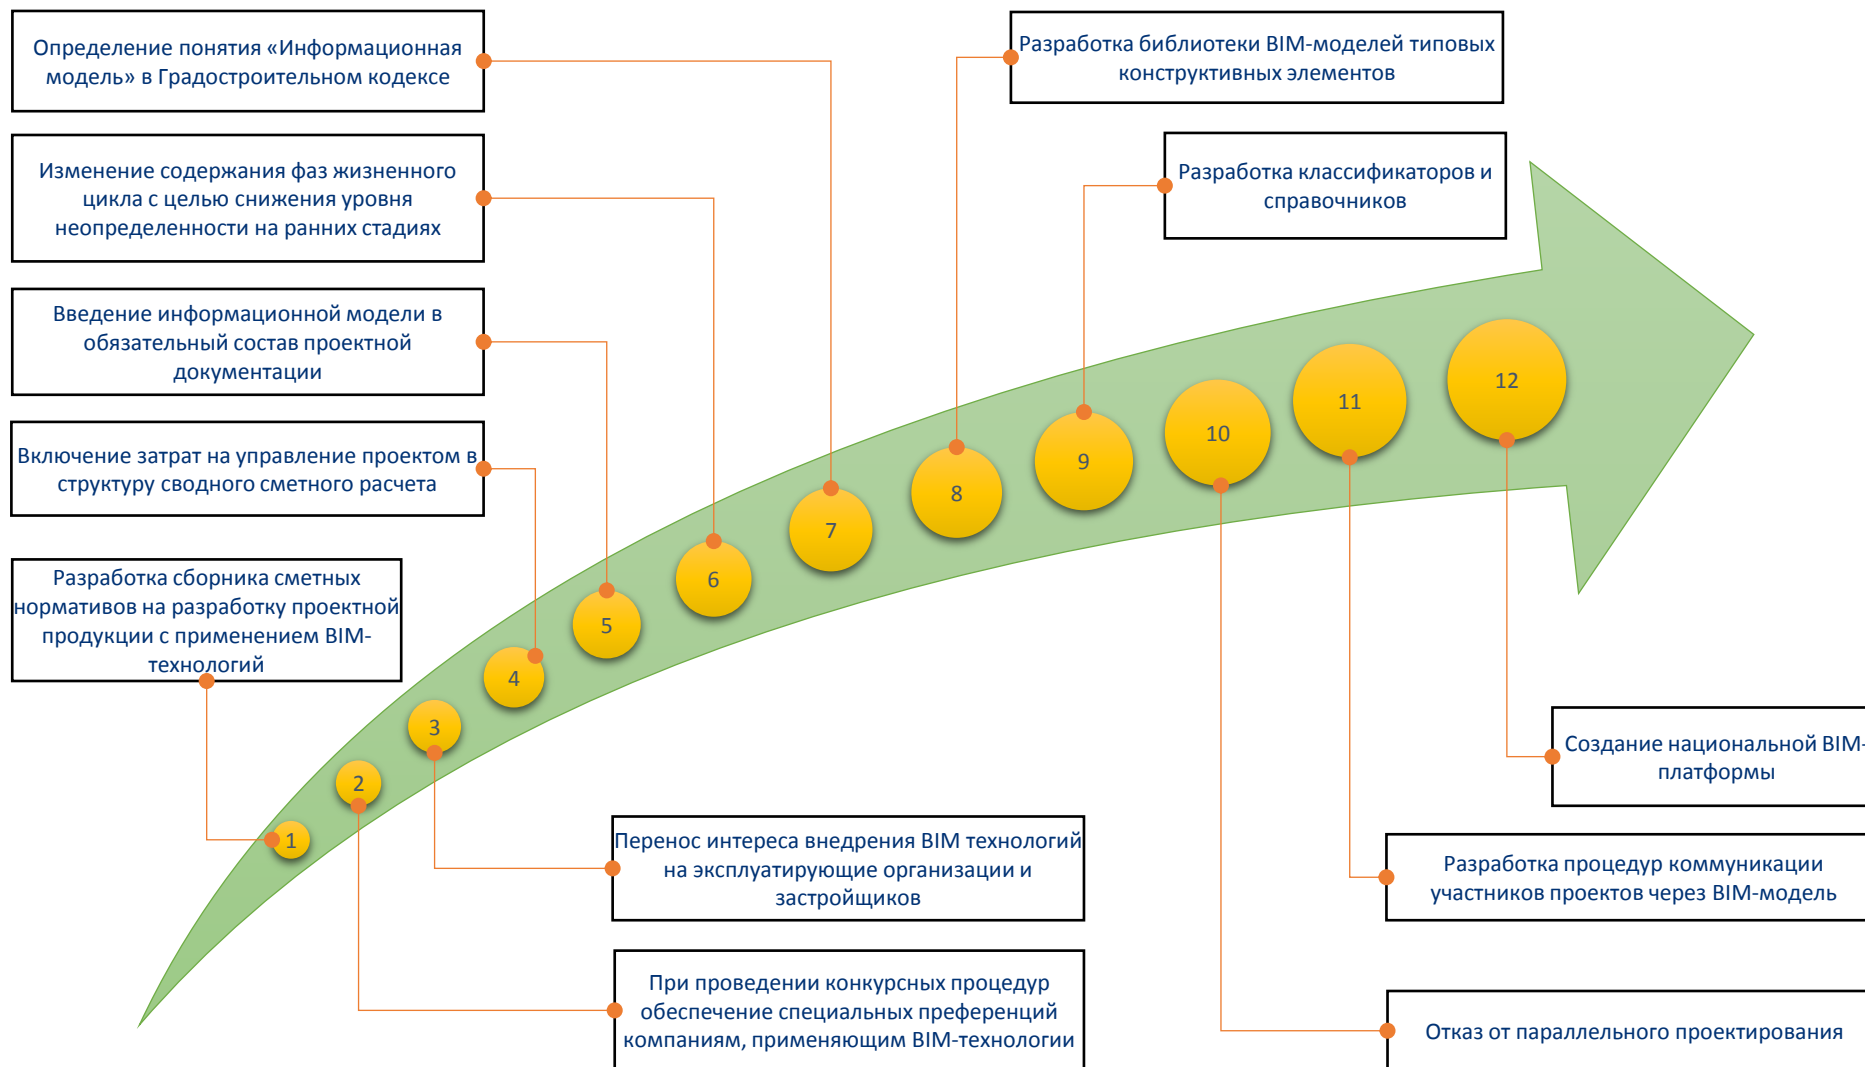 Определение понятия «Информационная
модель» в Градостроительном кодексе
Изменение содержания фаз жизненного
цикла с целью снижения уровня
неопределенности на ранних стадиях
Введение информационной модели в
обязательный состав проектной
документации
Включение затрат на управление проектом в
структуру сводного сметного расчета
Разработка сборника сметных
нормативов на разработку проектной
продукции с применением BIM-
технологий
Разработка библиотеки BIM-моделей типовых
конструктивных элементов
Разработка классификаторов и
справочников
1
2
3
4
5
6
7
8
9
10
11
12
Перенос интереса внедрения BIM технологий
на эксплуатирующие организации и
застройщиков
При проведении конкурсных процедур
обеспечение специальных преференций
компаниям, применяющим BIM-технологии
Создание национальной BIM-
платформы
Разработка процедур коммуникации
участников проектов через BIM-модель
Отказ от параллельного проектирования